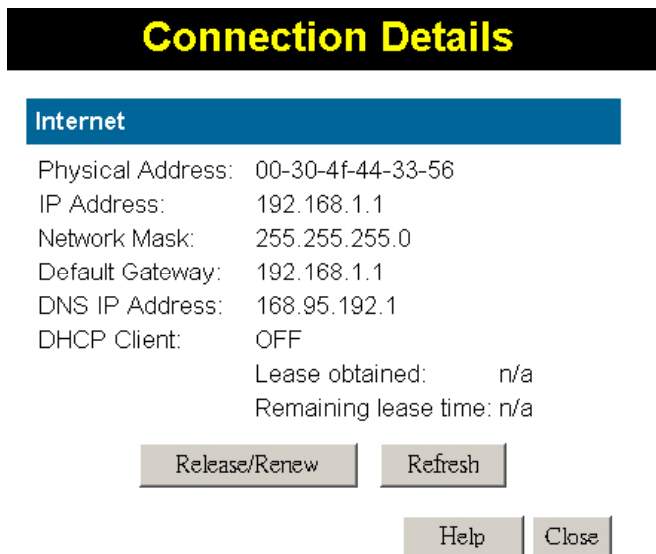 Connection Details
Internet
Physical Address: 00-30-4f-44-33-56
IP Address: 192.168.1.1
Network Mask: 255.255.255.0
Default Gateway: 192.168.1.1
DNS IP Address: 168.95.192.1
DHCP Client: OFF
Lease obtained: n/a
Remaining lease time: n/a
Release/Renew Refresh
Help Close